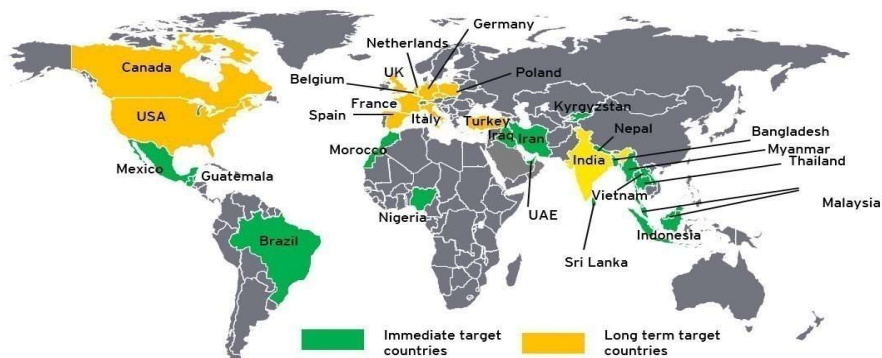 Germany
Netherlands
Canada
UK
Poland
Belgium
USA
France
Kyrgyzstan
Spain
Italy
Turkey
Nepal
Bangladesh
Iraq
Iran
Morocco
Myanmar
Mexico
India
Thailand
Guatemala
Vietnam
Nigeria
UAE
Malaysia
Brazil
Indonesia
Sri Lanka
Immediate target
countries
Long term target
countries